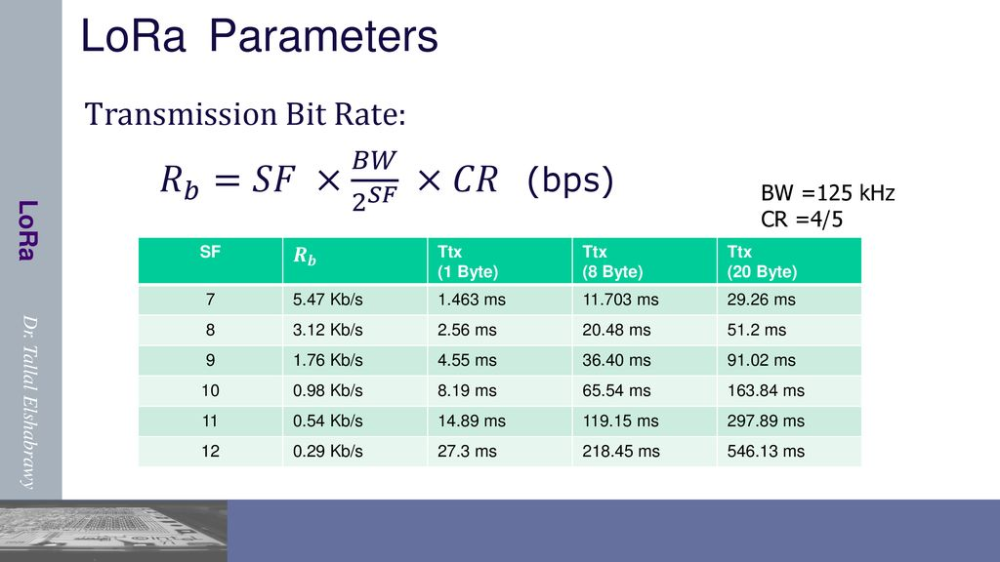 LoRa Parameters
Transmission Bit Rate:
R_b = SF × BW/2^SF × CR (bps)
BW =125 kHz
CR =4/5
SF R_b Ttx (1 Byte) Ttx (8 Byte) Ttx (20 Byte)
7 5.47 Kb/s 1.463 ms 11.703 ms 29.26 ms
8 3.12 Kb/s 2.56 ms 20.48 ms 51.2 ms
9 1.76 Kb/s 4.55 ms 36.40 ms 91.02 ms
10 0.98 Kb/s 8.19 ms 65.54 ms 163.84 ms
11 0.54 Kb/s 14.89 ms 119.15 ms 297.89 ms
12 0.29 Kb/s 27.3 ms 218.45 ms 546.13 ms
LoRa
Dr. Tallal Elshabrawy